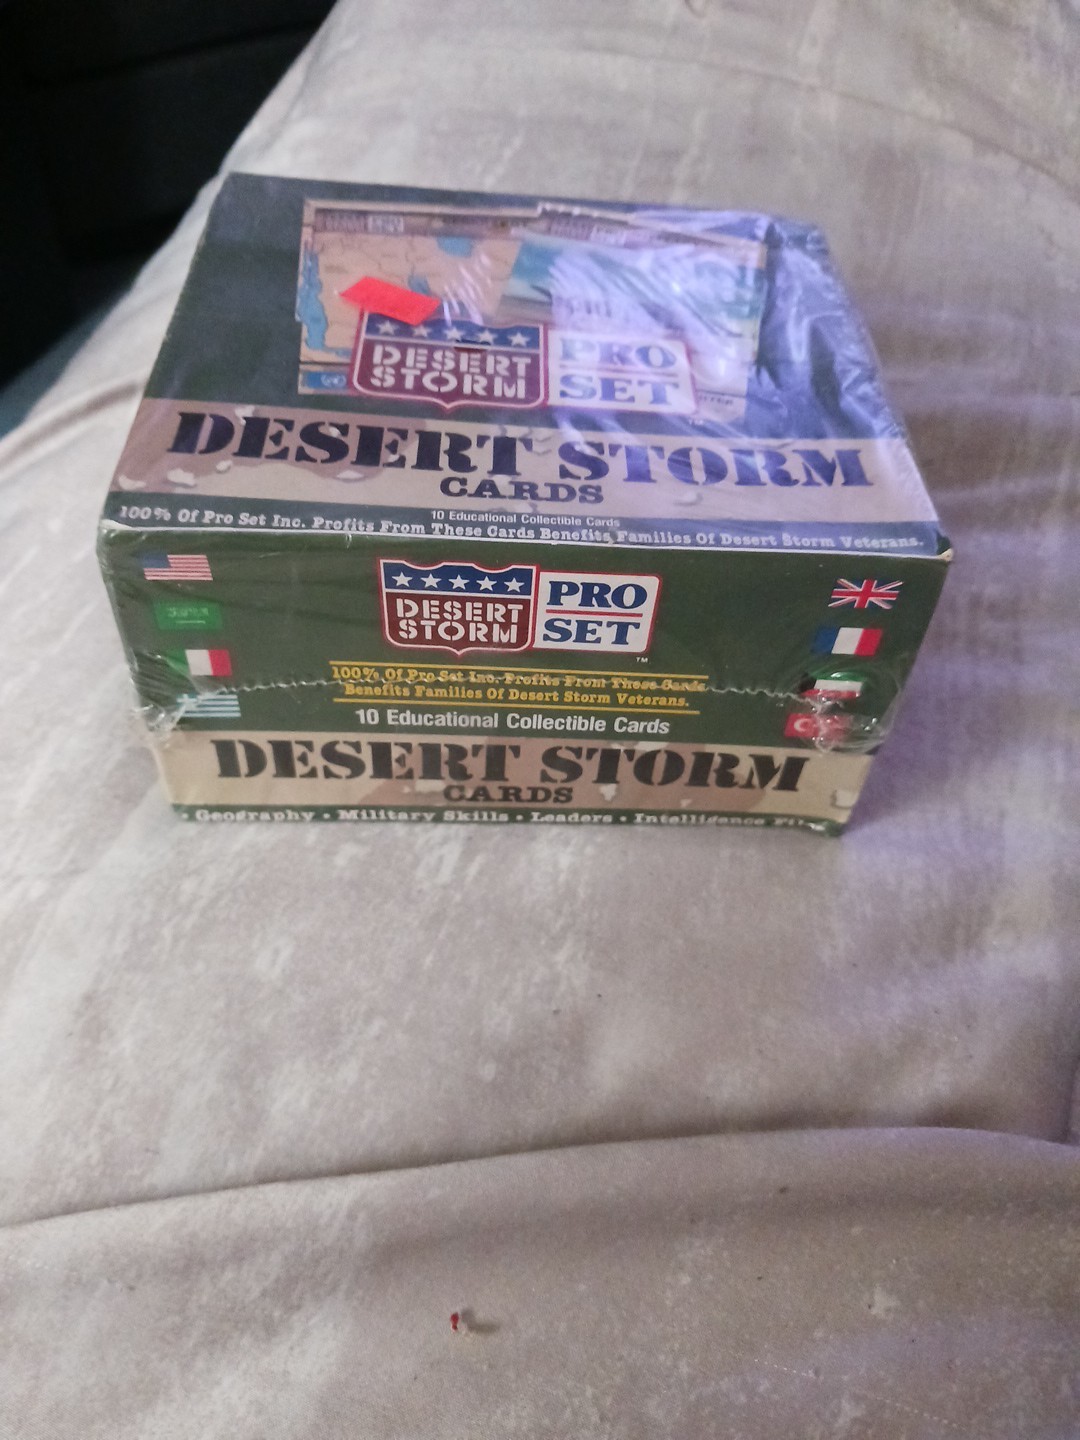 DESERT
STORM
PRO
SET
DESERT STORM
CARDS
10 Educational Collectible Cards
100% Of Pro Set Inc. Profits From These Cards Benefits Families Of Desert Storm Veterans.
DESERT
STORM
PRO
SET
TM
100% Of Pro Set Inc. Profits From These Cards
Benefits Families Of Desert Storm Veterans.
10 Educational Collectible Cards
DESERT STORM
CARDS
• Geography • Military Skills • Leaders • Intelligence